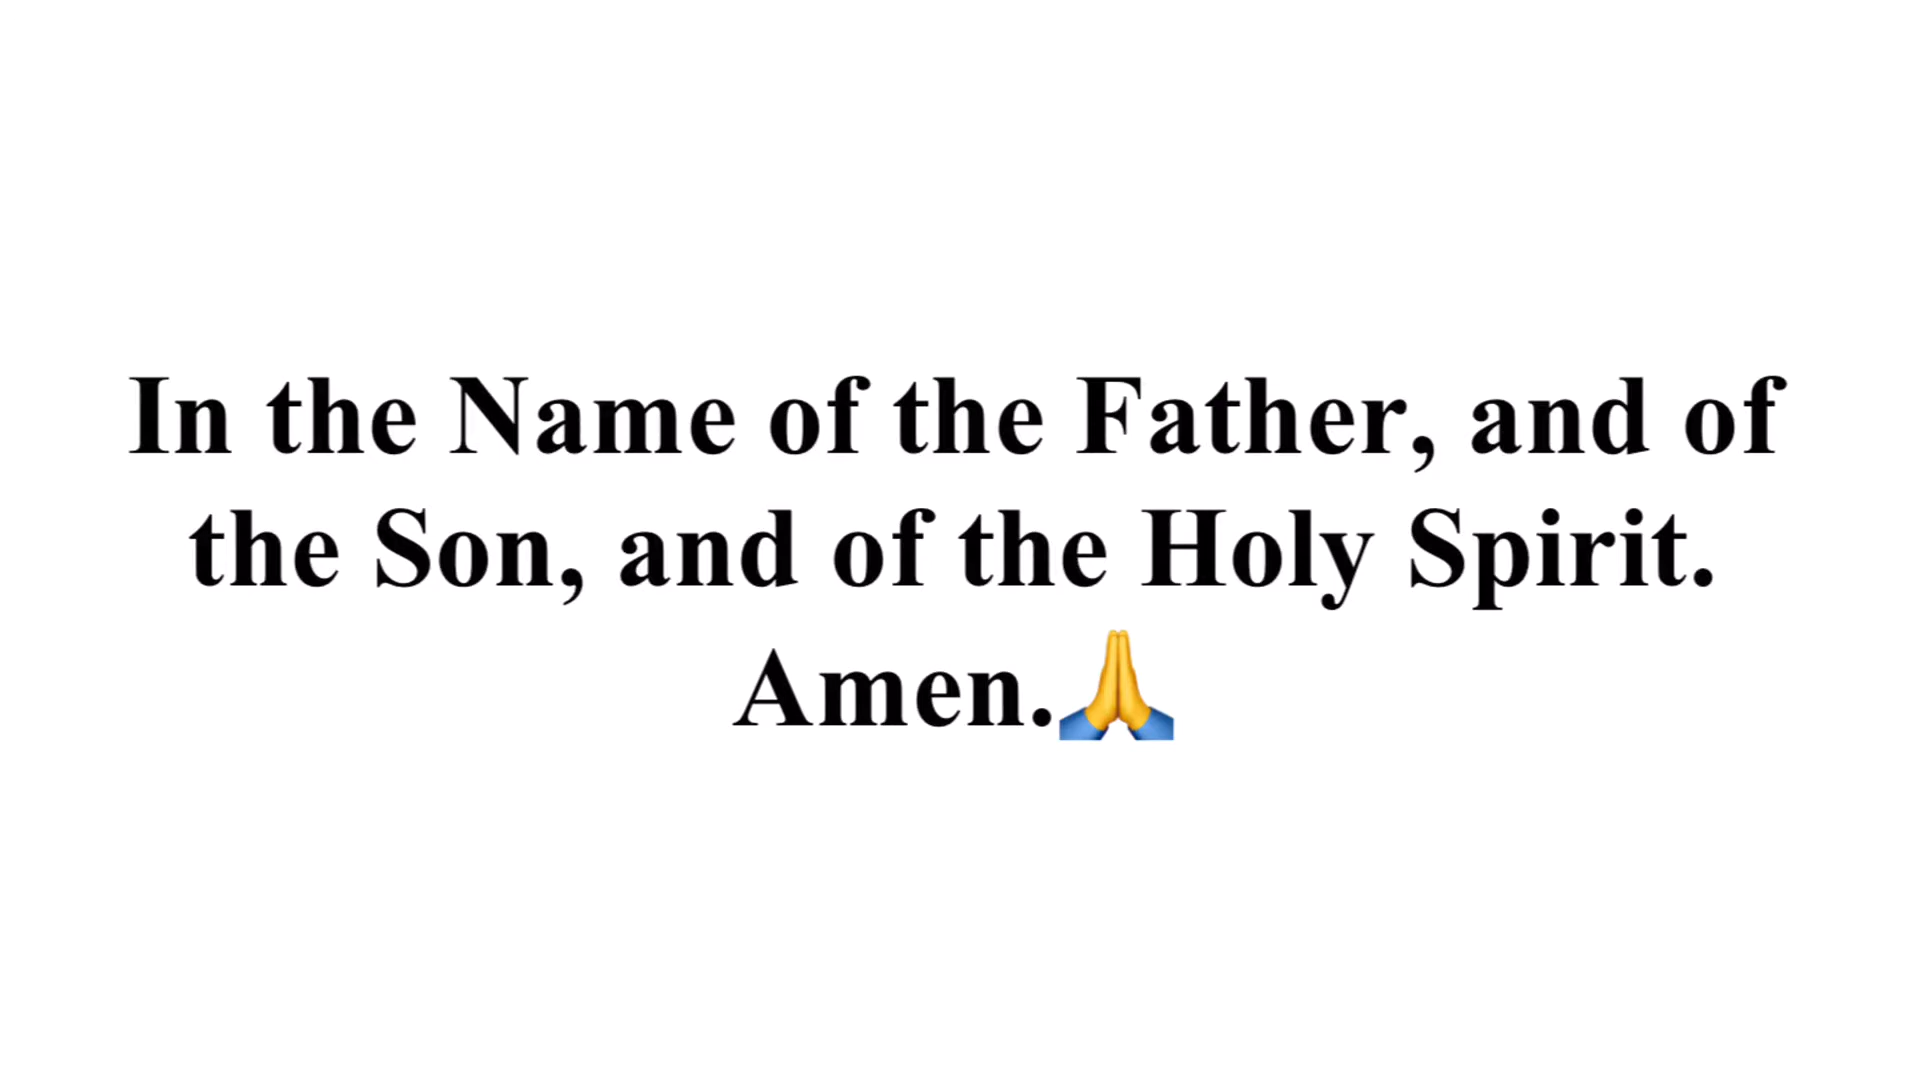 In the Name of the Father, and of
the Son, and of the Holy Spirit.
Amen.🙏